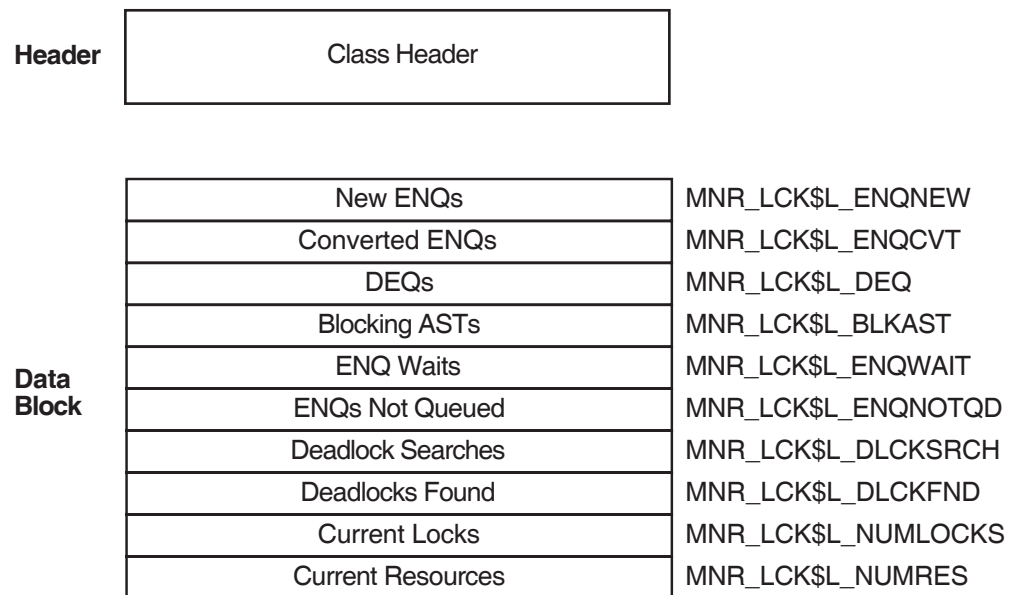 Header
Class Header
New ENQs MNR_LCK$L_ENQNEW
Converted ENQs MNR_LCK$L_ENQCVT
DEQs MNR_LCK$L_DEQ
Blocking ASTs MNR_LCK$L_BLKAST
ENQ Waits MNR_LCK$L_ENQWAIT
Data
Block
ENQs Not Queued MNR_LCK$L_ENQNOTQD
Deadlock Searches MNR_LCK$L_DLCKSRCH
Deadlocks Found MNR_LCK$L_DLCKFND
Current Locks MNR_LCK$L_NUMLOCKS
Current Resources MNR_LCK$L_NUMRES